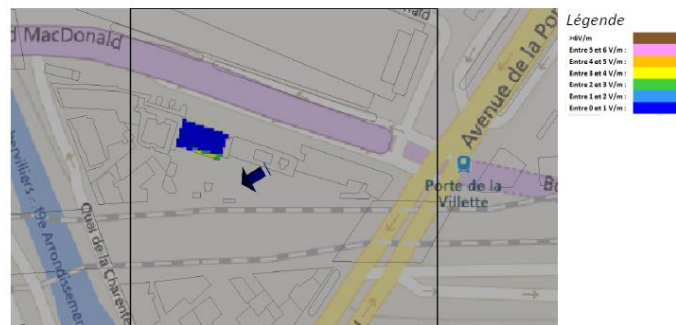 d MacDonald
Avenue de la Po
Porte de la
Villette
Bo
Quai de la Charente
bervilliers - 19e Arrondissemen
Légende
>6V/m
Entre 5 et 6 V/m :
Entre 4 et 5 V/m :
Entre 3 et 4 V/m :
Entre 2 et 3 V/m :
Entre 1 et 2 V/m :
Entre 0 et 1 V/m :